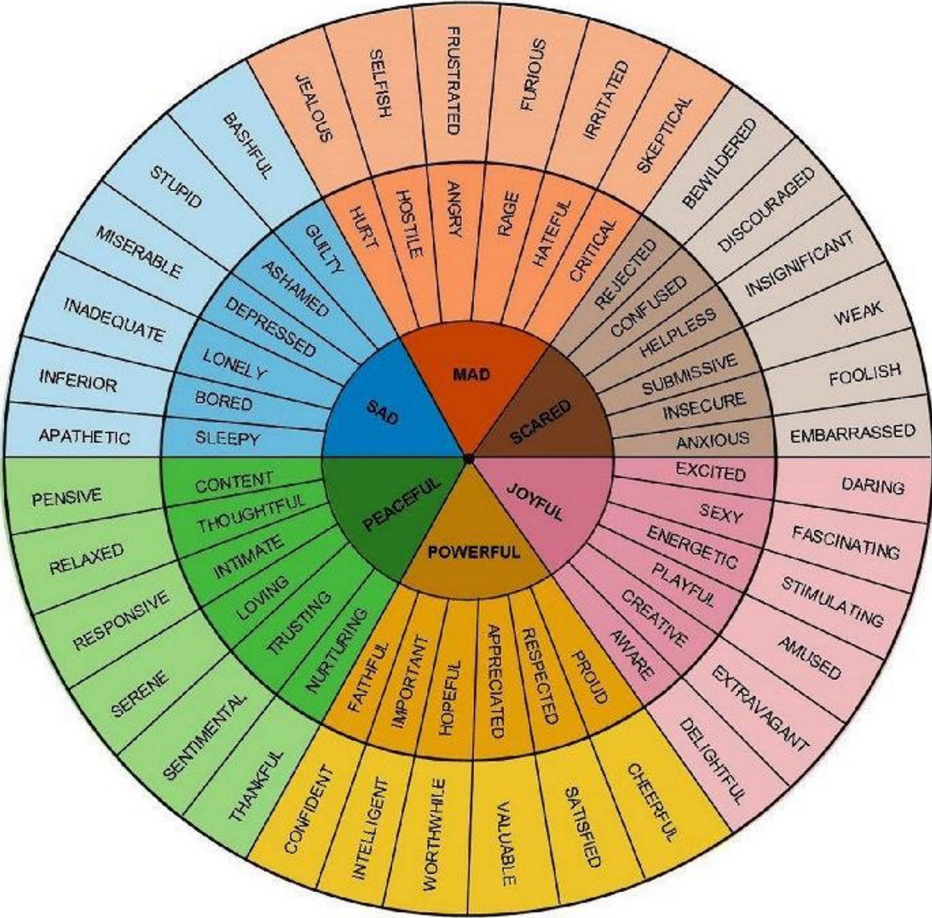 MAD
SCARED
JOYFUL
POWERFUL
PEACEFUL
SAD
HURT
HOSTILE
ANGRY
RAGE
HATEFUL
CRITICAL
REJECTED
CONFUSED
HELPLESS
SUBMISSIVE
INSECURE
ANXIOUS
EXCITED
SEXY
ENERGETIC
PLAYFUL
CREATIVE
AWARE
PROUD
RESPECTED
APPRECIATED
HOPEFUL
IMPORTANT
FAITHFUL
NURTURING
TRUSTING
LOVING
INTIMATE
THOUGHTFUL
CONTENT
SLEEPY
BORED
LONELY
DEPRESSED
ASHAMED
GUILTY
JEALOUS
SELFISH
FRUSTRATED
FURIOUS
IRRITATED
SKEPTICAL
BEWILDERED
DISCOURAGED
INSIGNIFICANT
WEAK
FOOLISH
EMBARRASSED
DARING
FASCINATING
STIMULATING
AMUSED
EXTRAVAGANT
DELIGHTFUL
CHEERFUL
SATISFIED
VALUABLE
WORTHWHILE
INTELLIGENT
CONFIDENT
THANKFUL
SENTIMENTAL
SERENE
RESPONSIVE
RELAXED
PENSIVE
APATHETIC
INFERIOR
INADEQUATE
MISERABLE
STUPID
BASHFUL